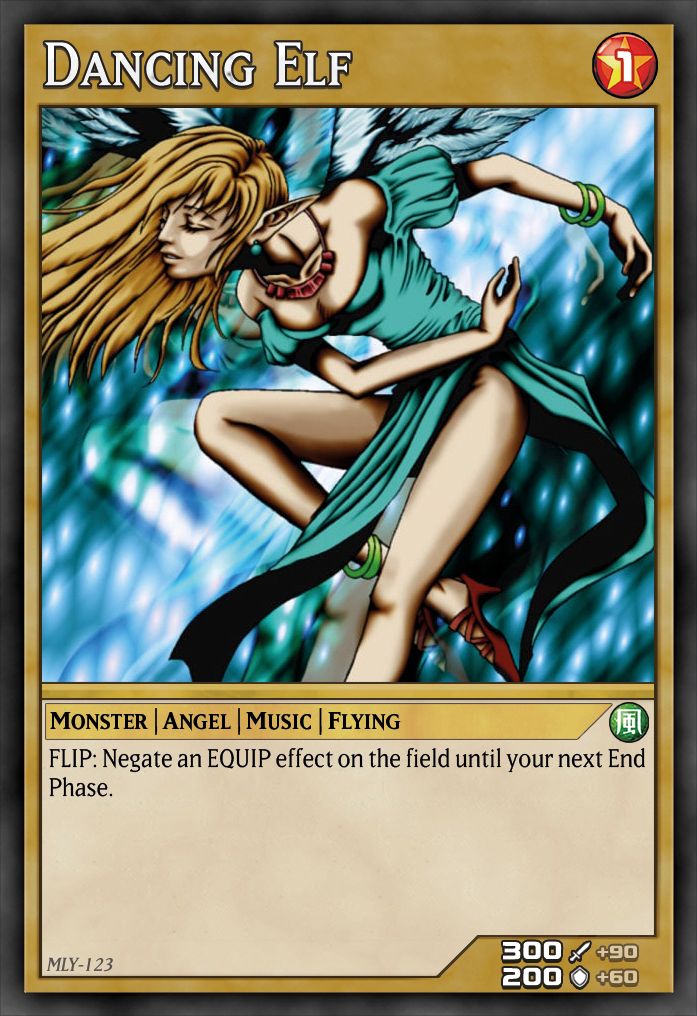 Dancing Elf
1
Monster | Angel | Music | Flying
風
FLIP: Negate an EQUIP effect on the field until your next End
Phase.
MLY-123
300 +90
200 +60